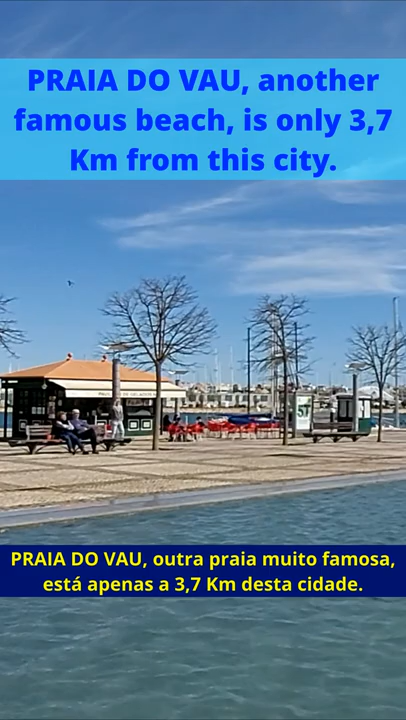 PRAIA DO VAU, another
famous beach, is only 3,7
Km from this city.
57
PRAIA DO VAU, outra praia muito famosa,
está apenas a 3,7 Km desta cidade.